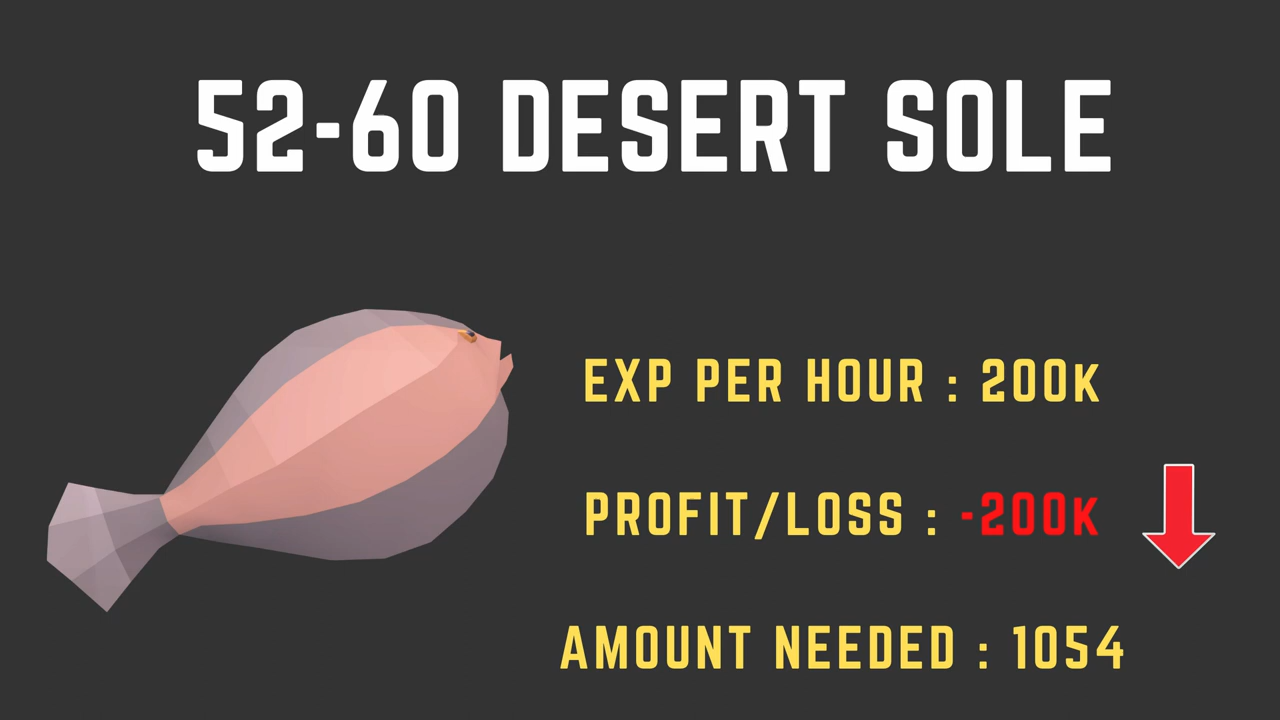 52-60 DESERT SOLE
EXP PER HOUR : 200K
PROFIT/LOSS : -200K
AMOUNT NEEDED : 1054